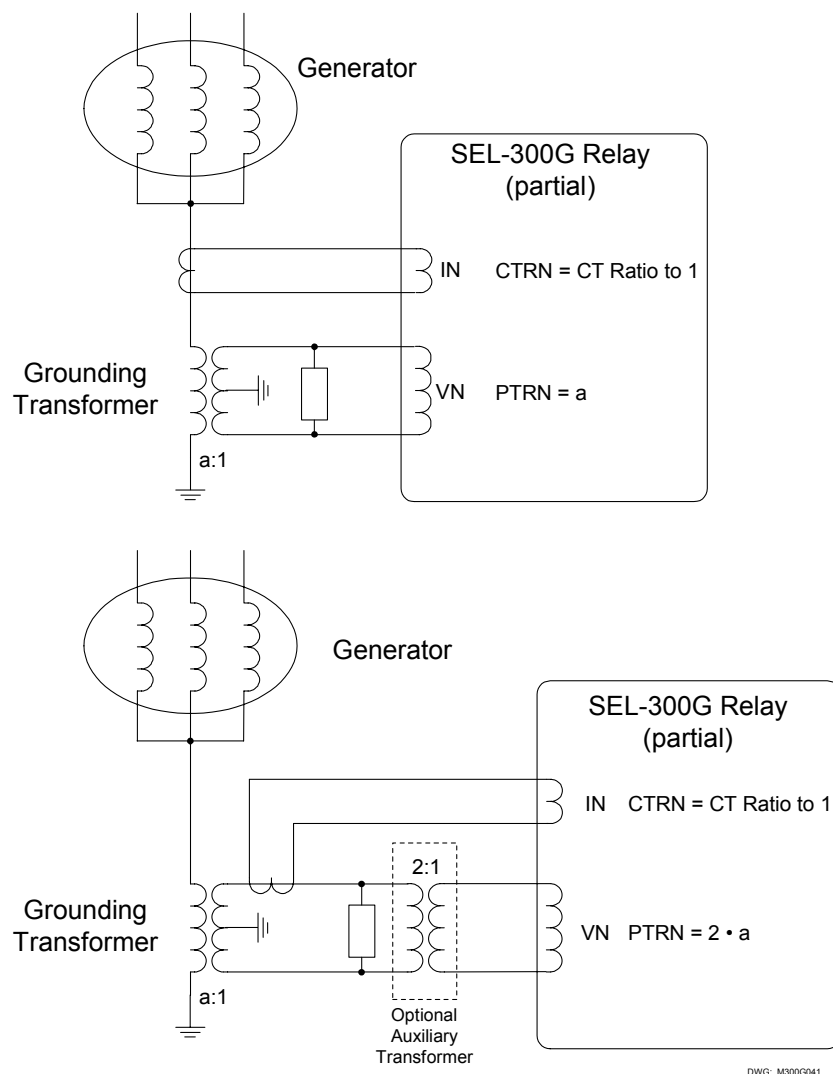 Generator
SEL-300G Relay
(partial)
IN CTRN = CT Ratio to 1
Grounding
Transformer
VN PTRN = a
a:1
Generator
SEL-300G Relay
(partial)
IN CTRN = CT Ratio to 1
2:1
Grounding
Transformer
VN PTRN = 2 • a
a:1
Optional
Auxiliary
Transformer
DWG: M300G041